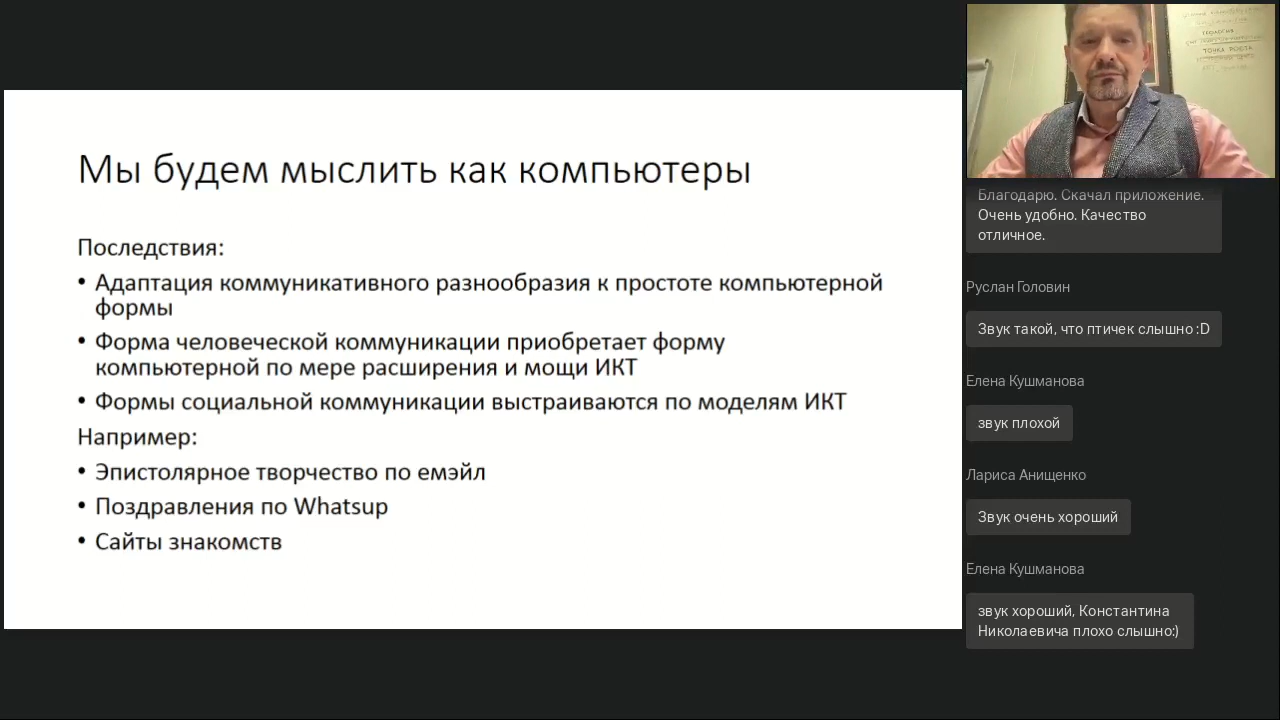 Мы будем мыслить как компьютеры
Последствия:
• Адаптация коммуникативного разнообразия к простоте компьютерной
формы
• Форма человеческой коммуникации приобретает форму
компьютерной по мере расширения и мощи ИКТ
• Формы социальной коммуникации выстраиваются по моделям ИКТ
Например:
• Эпистолярное творчество по емэйл
• Поздравления по Whatsup
• Сайты знакомств
ТОЧКА РОСТА
Благодарю. Скачал приложение.
Очень удобно. Качество
отличное.
Руслан Головин
Звук такой, что птичек слышно :D
Елена Кушманова
звук плохой
Лариса Анищенко
Звук очень хороший
Елена Кушманова
звук хороший, Константина
Николаевича плохо слышно:)